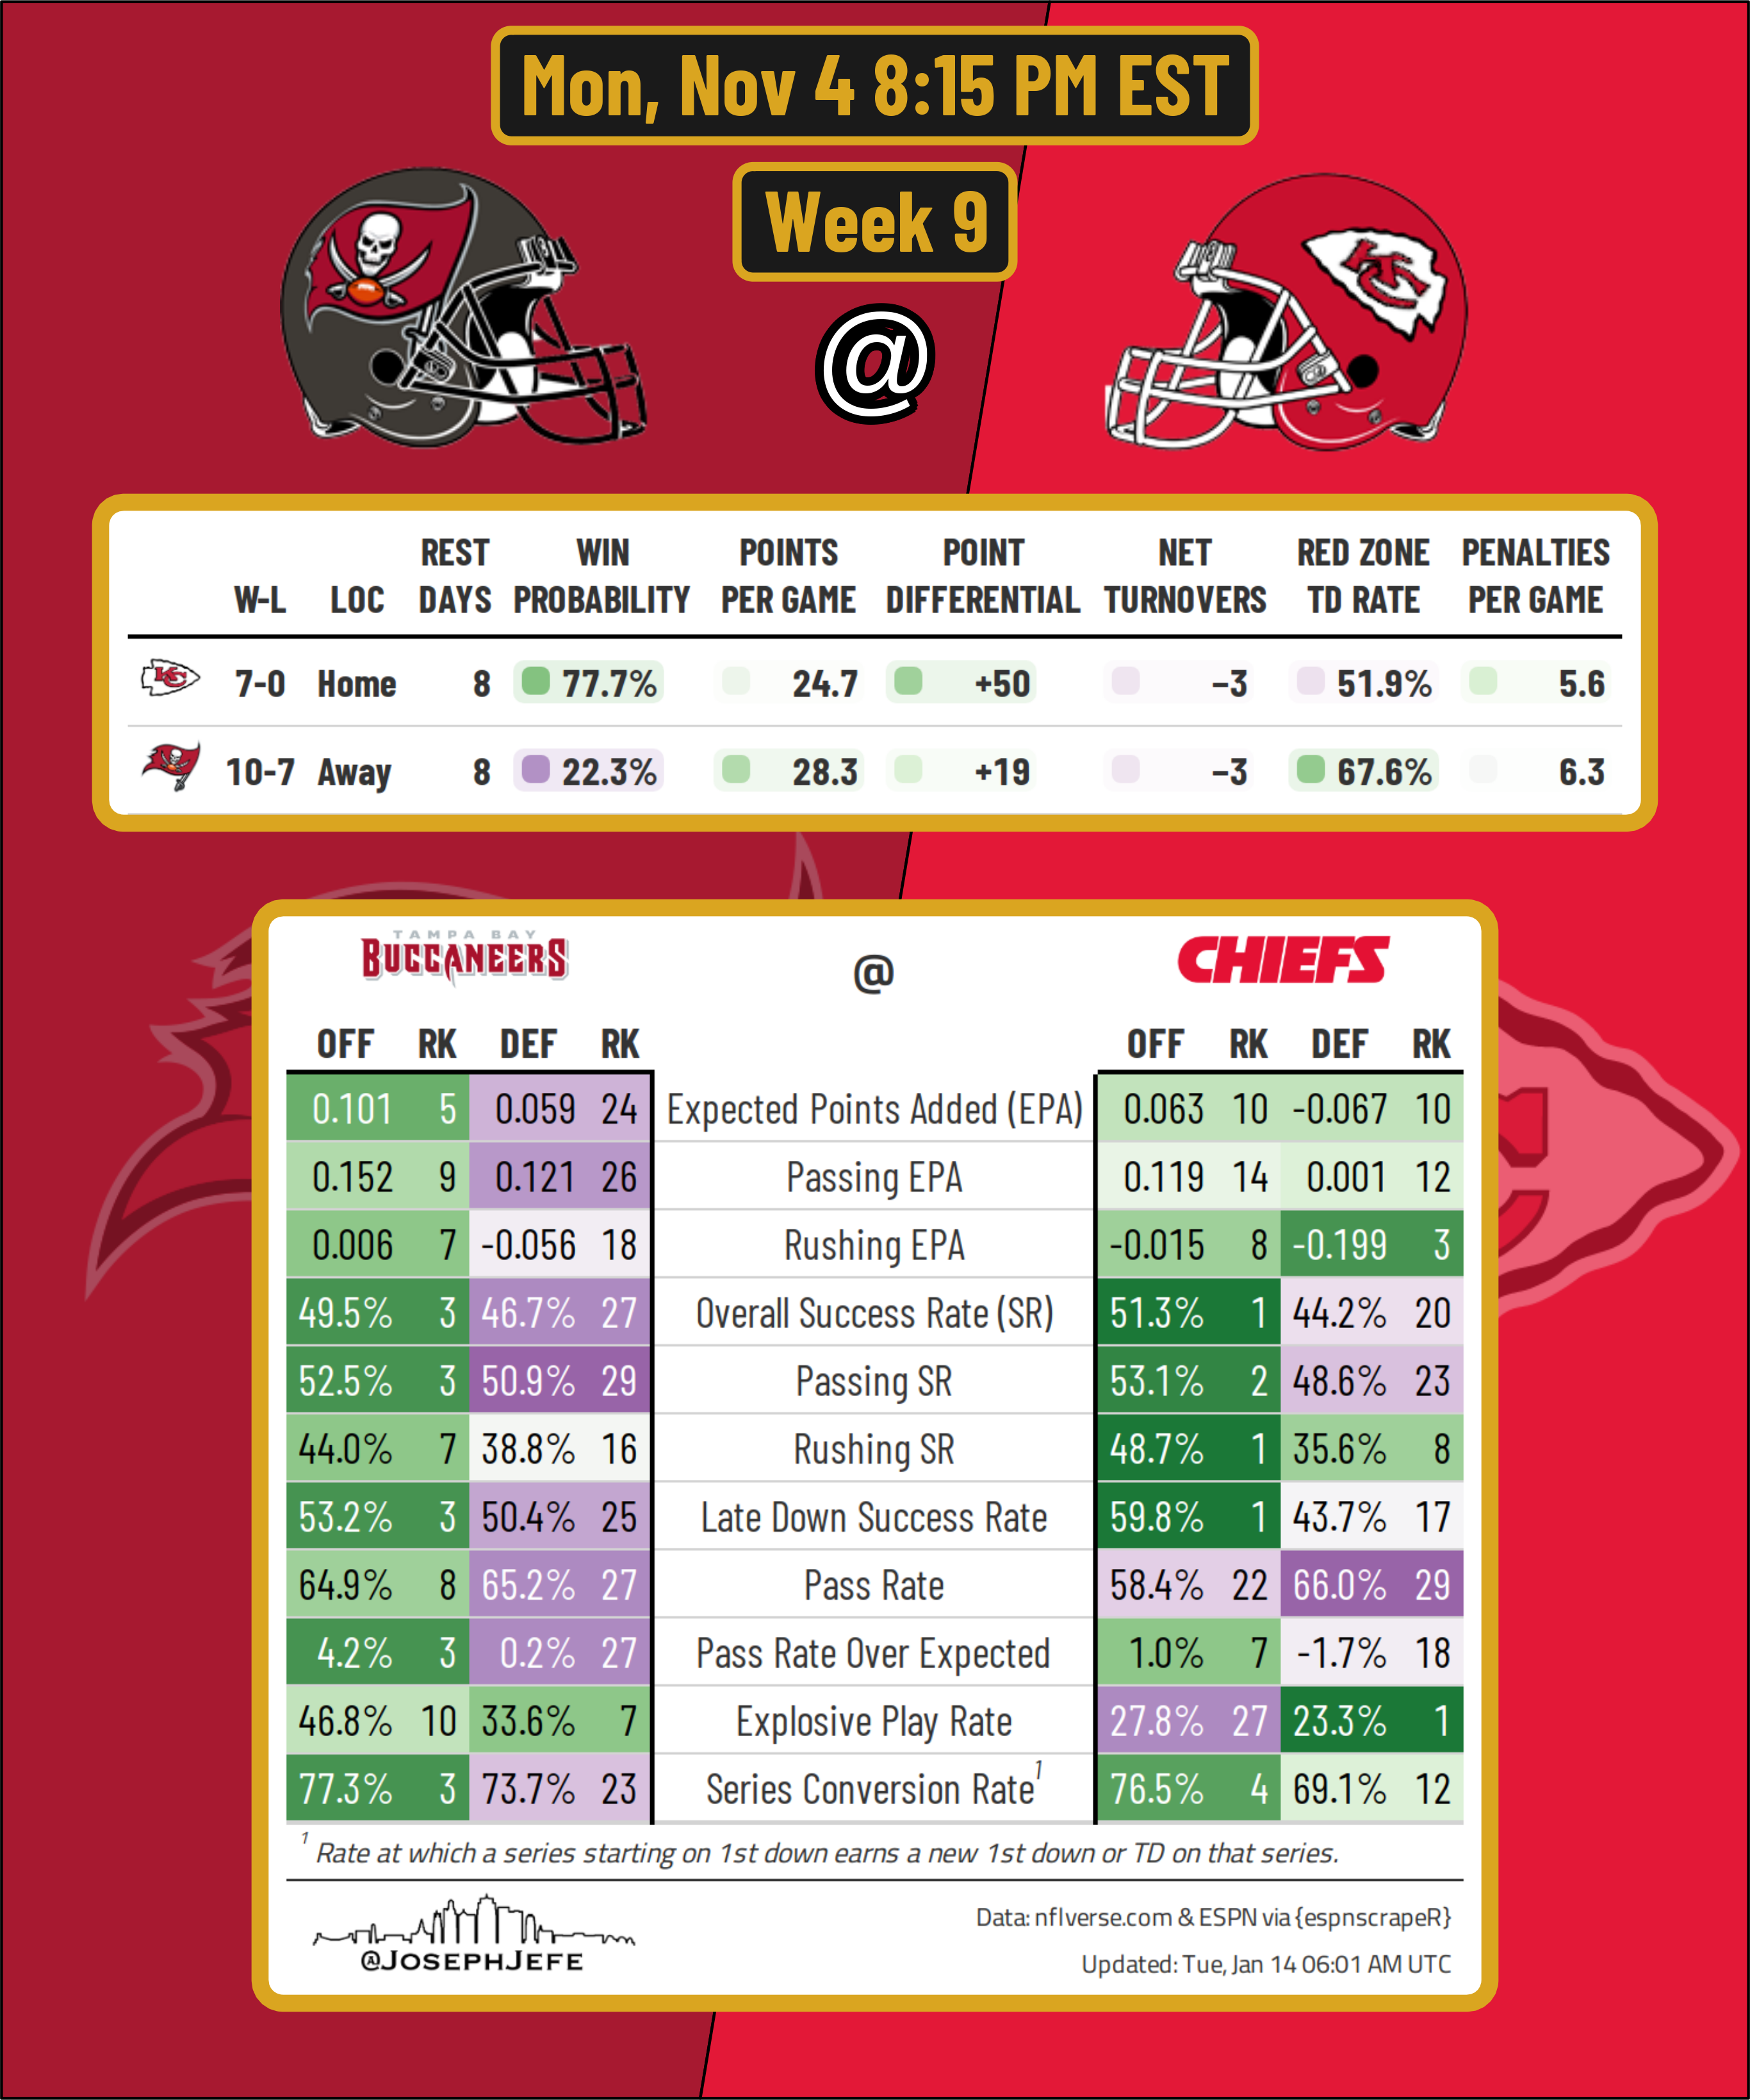 Mon, Nov 4 8:15 PM EST
Week 9
@
W-L LOC REST DAYS WIN PROBABILITY POINTS PER GAME POINT DIFFERENTIAL NET TURNOVERS RED ZONE TD RATE PENALTIES PER GAME
KC 7-0 Home 8 77.7% 24.7 +50 −3 51.9% 5.6
10-7 Away 8 22.3% 28.3 +19 −3 67.6% 6.3
TAMPA BAY
BUCCANEERS @ CHIEFS
OFF RK DEF RK OFF RK DEF RK
0.101 5 0.059 24 Expected Points Added (EPA) 0.063 10 -0.067 10
0.152 9 0.121 26 Passing EPA 0.119 14 0.001 12
0.006 7 -0.056 18 Rushing EPA -0.015 8 -0.199 3
49.5% 3 46.7% 27 Overall Success Rate (SR) 51.3% 1 44.2% 20
52.5% 3 50.9% 29 Passing SR 53.1% 2 48.6% 23
44.0% 7 38.8% 16 Rushing SR 48.7% 1 35.6% 8
53.2% 3 50.4% 25 Late Down Success Rate 59.8% 1 43.7% 17
64.9% 8 65.2% 27 Pass Rate 58.4% 22 66.0% 29
4.2% 3 0.2% 27 Pass Rate Over Expected 1.0% 7 -1.7% 18
46.8% 10 33.6% 7 Explosive Play Rate 27.8% 27 23.3% 1
77.3% 3 73.7% 23 Series Conversion Rate¹ 76.5% 4 69.1% 12
¹ Rate at which a series starting on 1st down earns a new 1st down or TD on that series.
@JOSEPHJEFE
Data: nflverse.com & ESPN via {espnscrapeR}
Updated: Tue, Jan 14 06:01 AM UTC